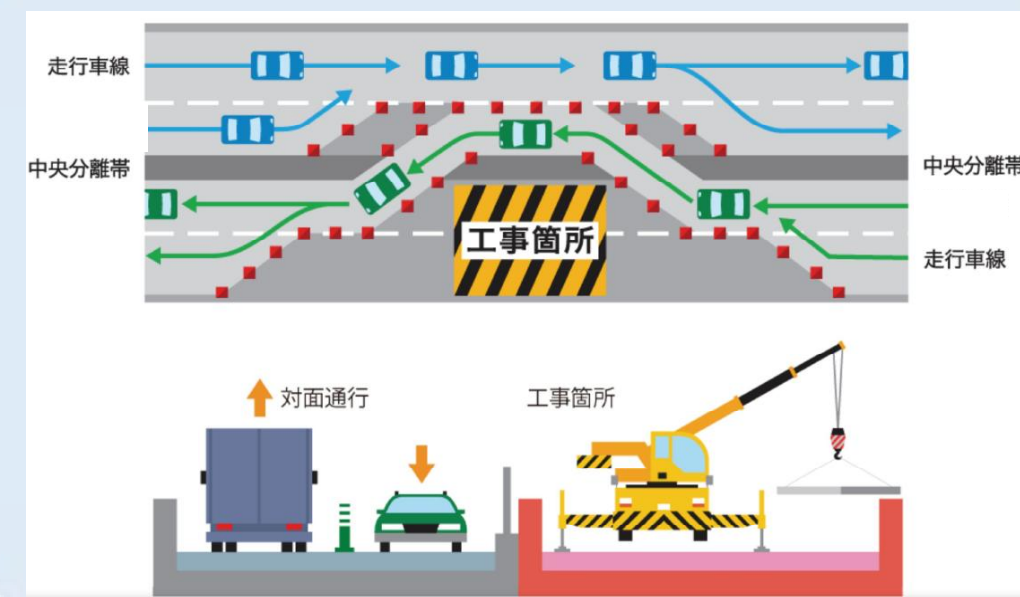 走行車線
中央分離帯
中央分離帯
工事箇所
走行車線
対面通行
工事箇所